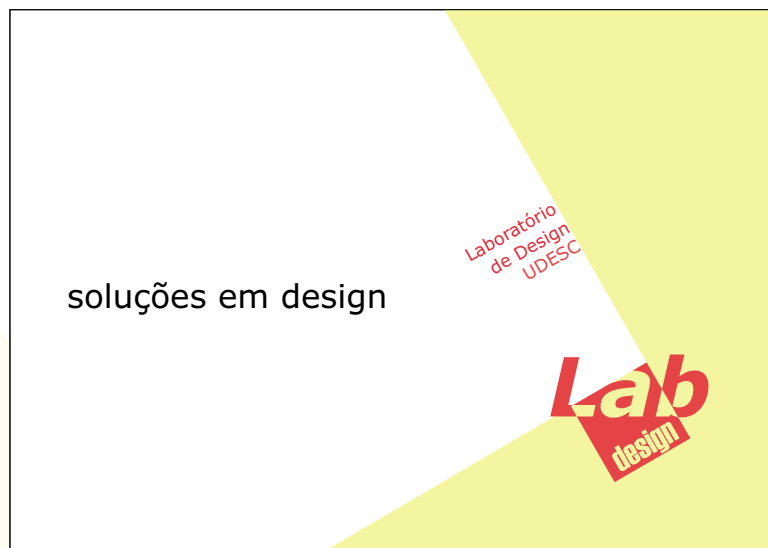 Laboratório
de Design
UDESC
soluções em design
Lab
design